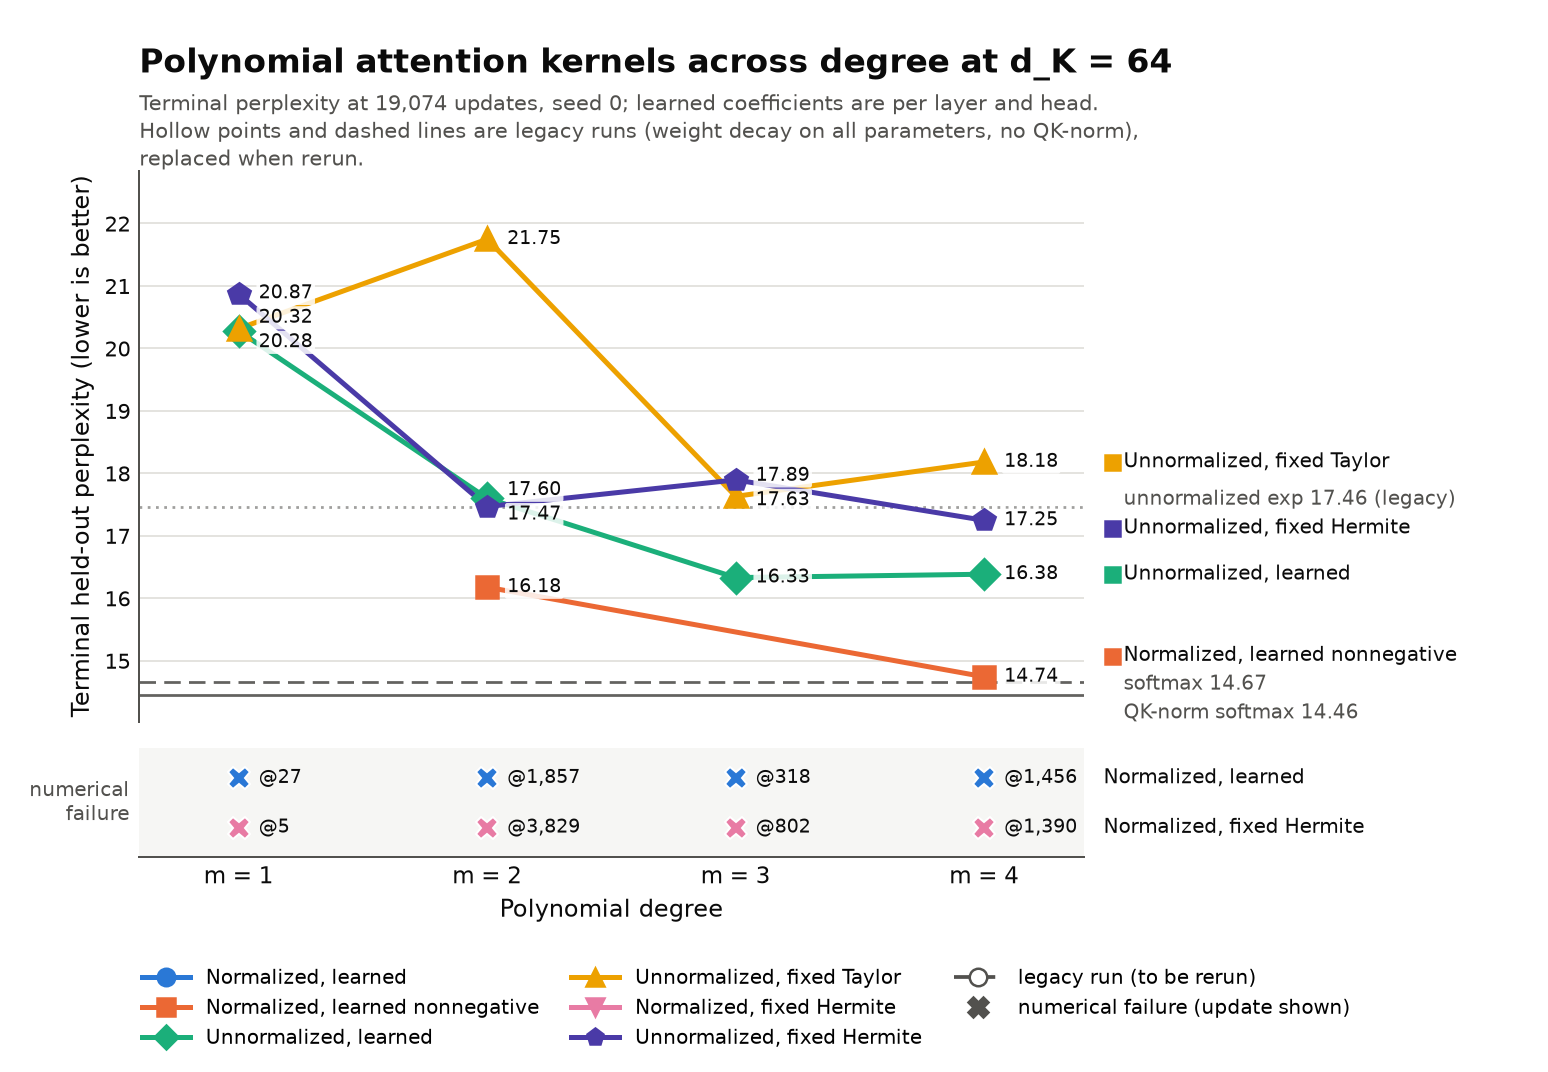 Polynomial attention kernels across degree at d_K = 64
Terminal perplexity at 19,074 updates, seed 0; learned coefficients are per layer and head.
Hollow points and dashed lines are legacy runs (weight decay on all parameters, no QK-norm),
replaced when rerun.
Terminal held-out perplexity (lower is better)
22
21
20
19
18
17
16
15
20.87
20.32
20.28
21.75
17.60
17.47
16.18
17.89
17.63
16.33
18.18
17.25
16.38
14.74
Unnormalized, fixed Taylor
unnormalized exp 17.46 (legacy)
Unnormalized, fixed Hermite
Unnormalized, learned
Normalized, learned nonnegative
softmax 14.67
QK-norm softmax 14.46
numerical
failure
@27 @1,857 @318 @1,456 Normalized, learned
@5 @3,829 @802 @1,390 Normalized, fixed Hermite
m = 1 m = 2 m = 3 m = 4
Polynomial degree
Normalized, learned
Normalized, learned nonnegative
Unnormalized, learned
Unnormalized, fixed Taylor
Normalized, fixed Hermite
Unnormalized, fixed Hermite
legacy run (to be rerun)
numerical failure (update shown)